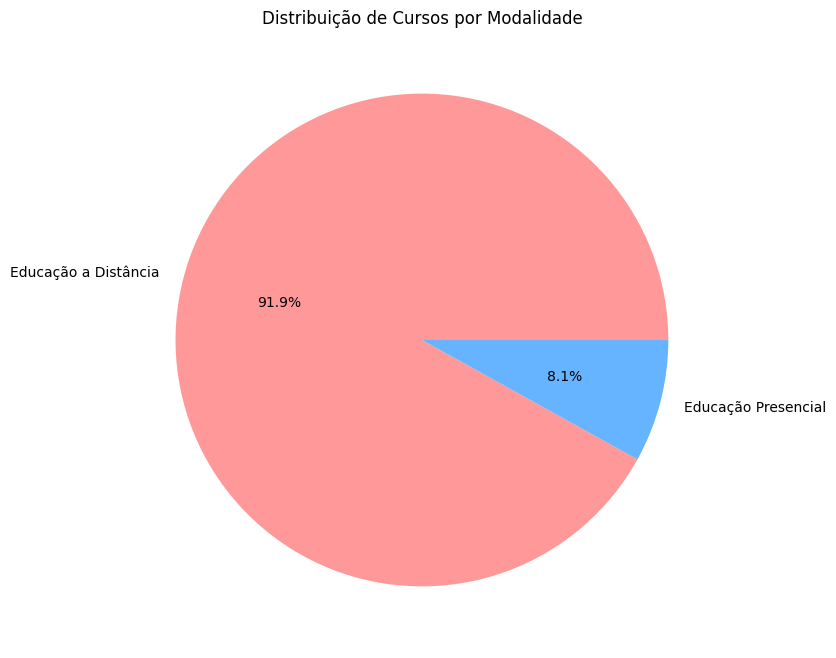 Distribuição de Cursos por Modalidade
Educação a Distância
91.9%
8.1%
Educação Presencial